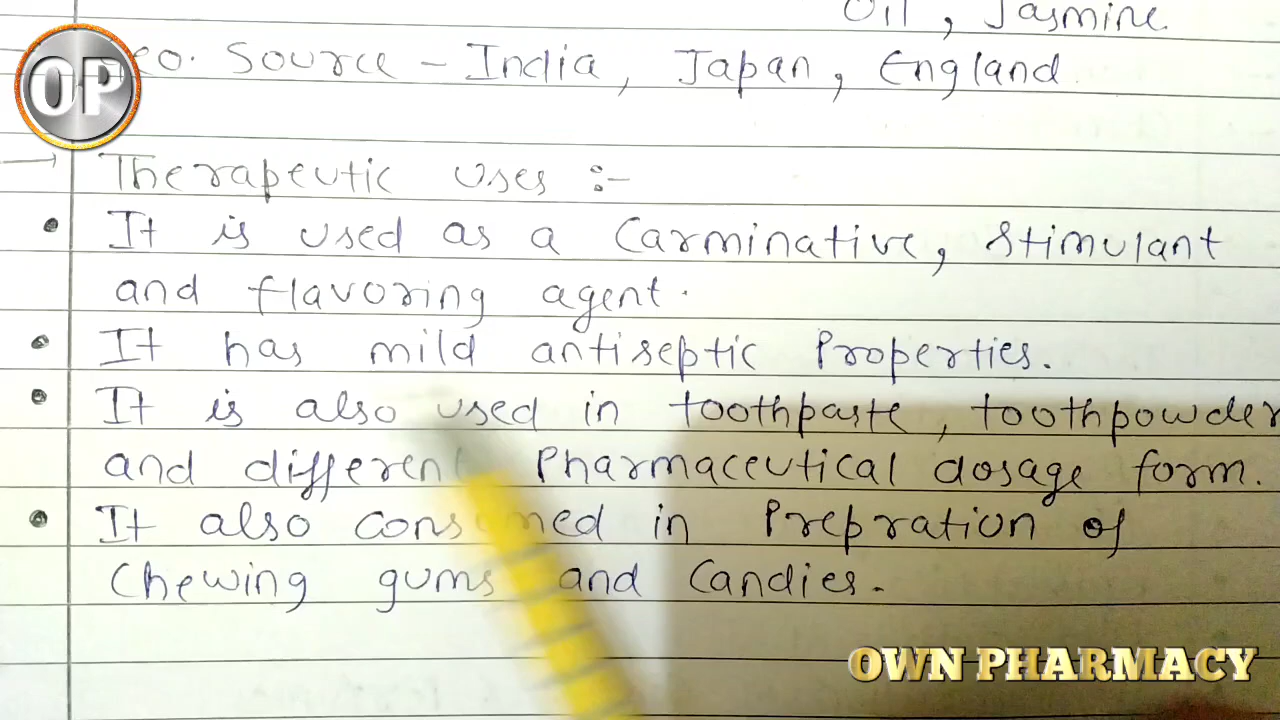 Oil, Jasmine
OP
Geo. Source - India, Japan, England
→ Therapeutic uses :-
• It is used as a Carminative, stimulant
and flavoring agent.
• It has mild antiseptic Properties.
• It is also used in toothpaste, toothpowder
and different Pharmaceutical dosage form.
• It also consumed in Prepration of
Chewing gums and Candies.
OWN PHARMACY